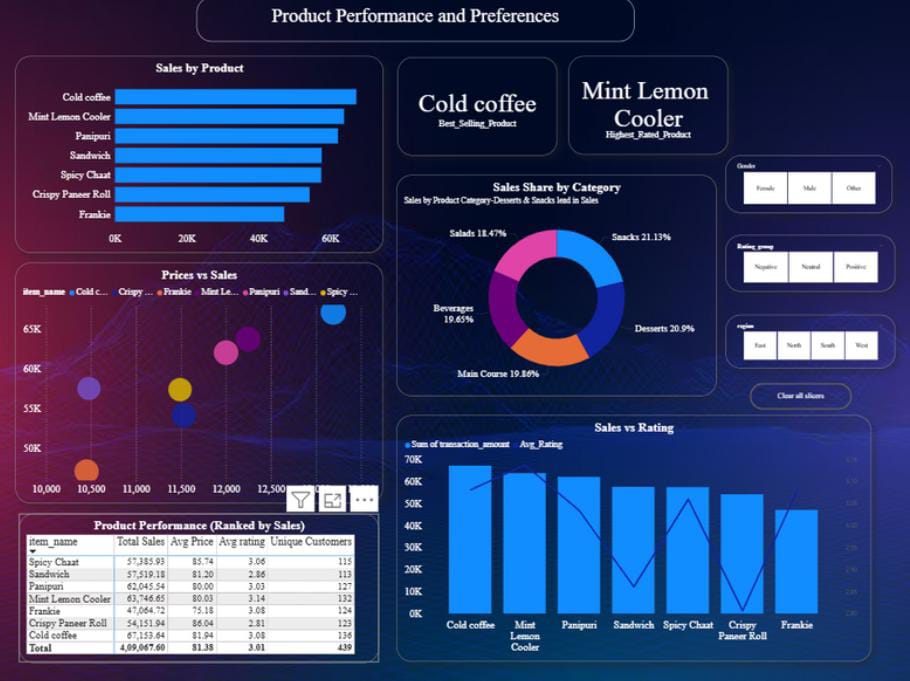 Product Performance and Preferences
Sales by Product
Cold coffee
Mint Lemon Cooler
Panipuri
Sandwich
Spicy Chaat
Crispy Paneer Roll
Frankie
0K 20K 40K 60K
Cold coffee
Best_Selling_Product
Mint Lemon
Cooler
Highest_Rated_Product
Gender
Female Male Other
Rating_group
Negative Neutral Positive
region
East North South West
Clear all slicers
Sales Share by Category
Sales by Product Category-Desserts & Snacks lead in Sales
Salads 18.47%
Snacks 21.13%
Beverages
19.65%
Desserts 20.9%
Main Course 19.86%
Prices vs Sales
item_name Cold c... Crispy ... Frankie Mint Le... Panipuri Sand... Spicy ...
65K
60K
55K
50K
10,000 10,500 11,000 11,500 12,000 12,500
Product Performance (Ranked by Sales)
item_name Total Sales Avg Price Avg rating Unique Customers
Spicy Chaat 57,385.93 85.74 3.06 115
Sandwich 57,519.18 81.20 2.86 113
Panipuri 62,045.54 80.00 3.03 127
Mint Lemon Cooler 63,746.65 80.03 3.14 132
Frankie 47,064.72 75.18 3.08 124
Crispy Paneer Roll 54,151.94 86.04 2.81 123
Cold coffee 67,153.64 81.94 3.08 136
Total 4,09,067.60 81.38 3.01 439
Sales vs Rating
Sum of transaction_amount Avg_Rating
70K
60K
50K
40K
30K
20K
10K
0K
Cold coffee
Mint
Lemon
Cooler
Panipuri
Sandwich
Spicy Chaat
Crispy
Paneer Roll
Frankie